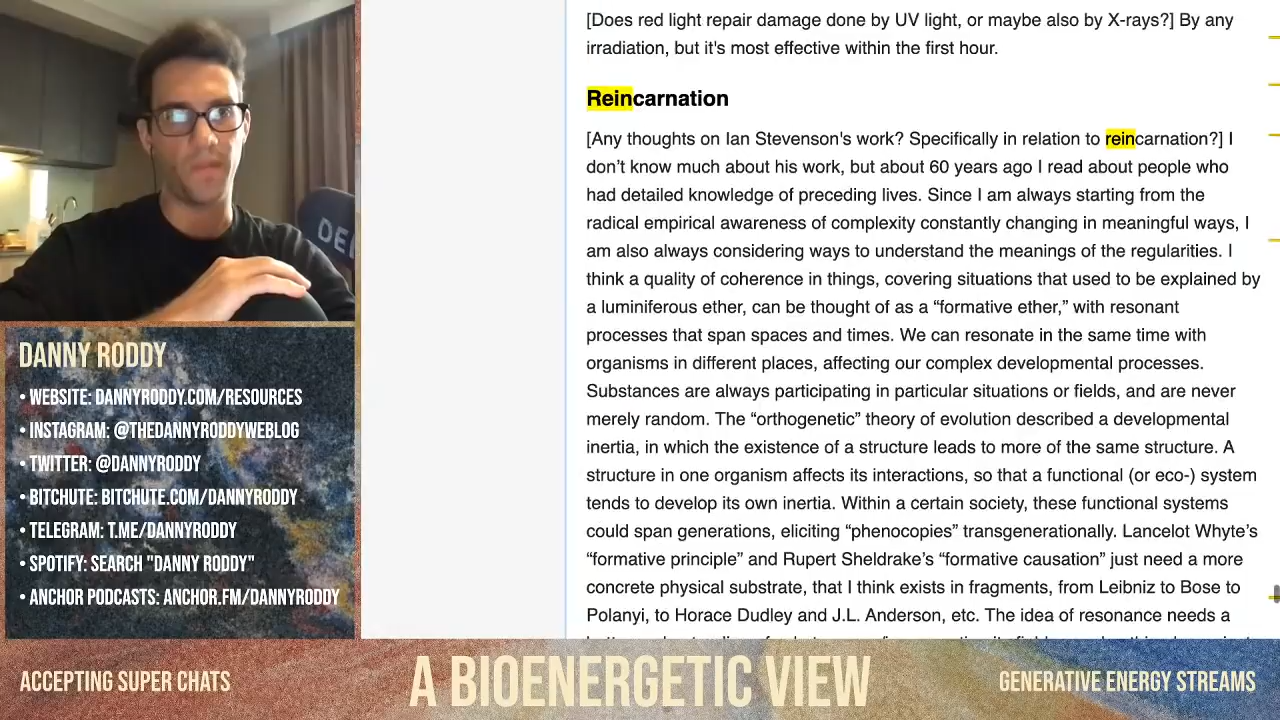 [Does red light repair damage done by UV light, or maybe also by X-rays?] By any
irradiation, but it's most effective within the first hour.
Reincarnation
[Any thoughts on Ian Stevenson's work? Specifically in relation to reincarnation?] I
don’t know much about his work, but about 60 years ago I read about people who
had detailed knowledge of preceding lives. Since I am always starting from the
radical empirical awareness of complexity constantly changing in meaningful ways, I
am also always considering ways to understand the meanings of the regularities. I
think a quality of coherence in things, covering situations that used to be explained by
a luminiferous ether, can be thought of as a “formative ether,” with resonant
processes that span spaces and times. We can resonate in the same time with
organisms in different places, affecting our complex developmental processes.
Substances are always participating in particular situations or fields, and are never
merely random. The “orthogenetic” theory of evolution described a developmental
inertia, in which the existence of a structure leads to more of the same structure. A
structure in one organism affects its interactions, so that a functional (or eco-) system
tends to develop its own inertia. Within a certain society, these functional systems
could span generations, eliciting “phenocopies” transgenerationally. Lancelot Whyte’s
“formative principle” and Rupert Sheldrake’s “formative causation” just need a more
concrete physical substrate, that I think exists in fragments, from Leibniz to Bose to
Polanyi, to Horace Dudley and J.L. Anderson, etc. The idea of resonance needs a
DANNY RODDY
• WEBSITE: DANNYRODDY.COM/RESOURCES
• INSTAGRAM: @THEDANNYRODDYWEBLOG
• TWITTER: @DANNYRODDY
• BITCHUTE: BITCHUTE.COM/DANNYRODDY
• TELEGRAM: T.ME/DANNYRODDY
• SPOTIFY: SEARCH "DANNY RODDY"
• ANCHOR PODCASTS: ANCHOR.FM/DANNYRODDY
ACCEPTING SUPER CHATS
A BIOENERGETIC VIEW
GENERATIVE ENERGY STREAMS